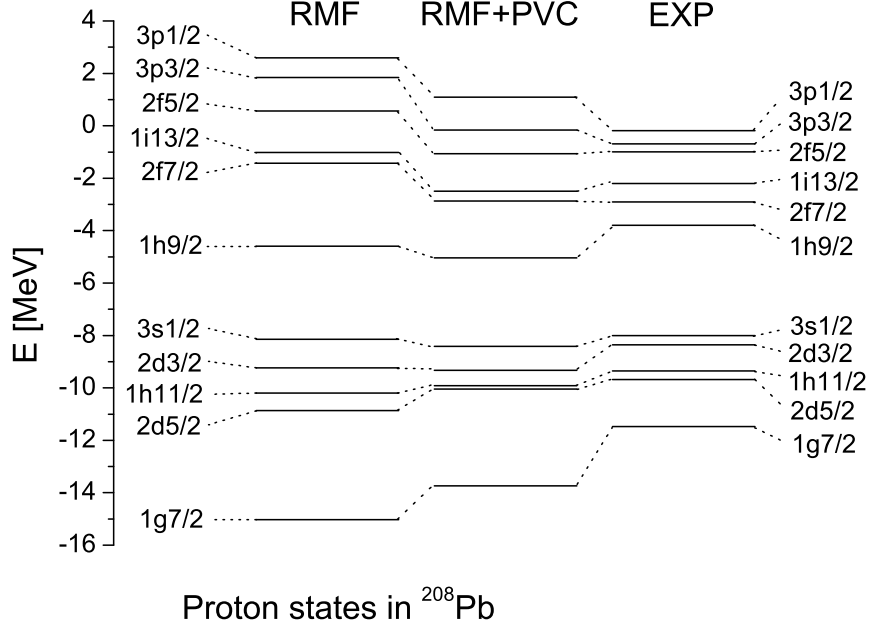 RMF RMF+PVC EXP
E [MeV]
4
2
0
-2
-4
-6
-8
-10
-12
-14
-16
3p1/2
3p3/2
2f5/2
1i13/2
2f7/2
1h9/2
3s1/2
2d3/2
1h11/2
2d5/2
1g7/2
3p1/2
3p3/2
2f5/2
1i13/2
2f7/2
1h9/2
3s1/2
2d3/2
1h11/2
2d5/2
1g7/2
Proton states in ²⁰⁸Pb